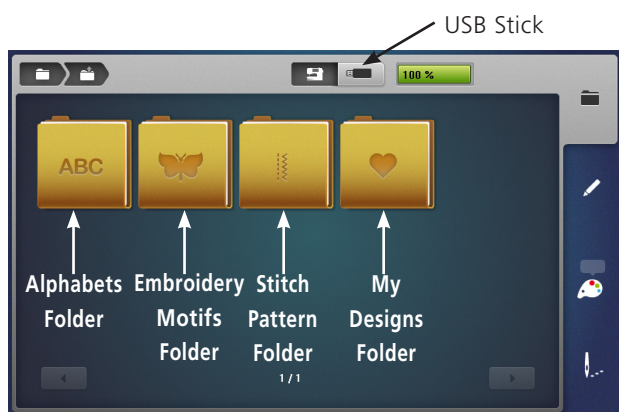 USB Stick
100 %
ABC
Alphabets Embroidery Stitch My
Folder Motifs Pattern Designs
Folder Folder Folder
1/1